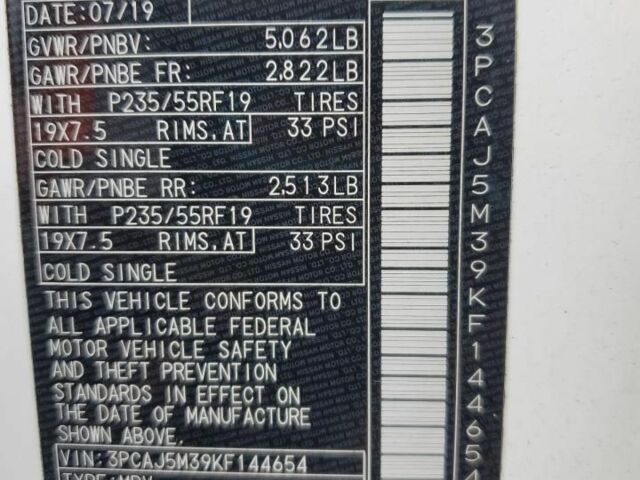 DATE:07/19
GVWR/PNBV: 5,062LB
GAWR/PNBE FR: 2,822LB
WITH P235/55RF19 TIRES
19X7.5 RIMS.AT 33 PSI
COLD SINGLE
GAWR/PNBE RR: 2,513LB
WITH P235/55RF19 TIRES
19X7.5 RIMS.AT 33 PSI
COLD SINGLE
THIS VEHICLE CONFORMS TO
ALL APPLICABLE FEDERAL
MOTOR VEHICLE SAFETY
AND THEFT PREVENTION
STANDARDS IN EFFECT ON
THE DATE OF MANUFACTURE
SHOWN ABOVE.
VIN: 3PCAJ5M39KF144654
TYPE: MPV
3PCAJ5M39KF144654